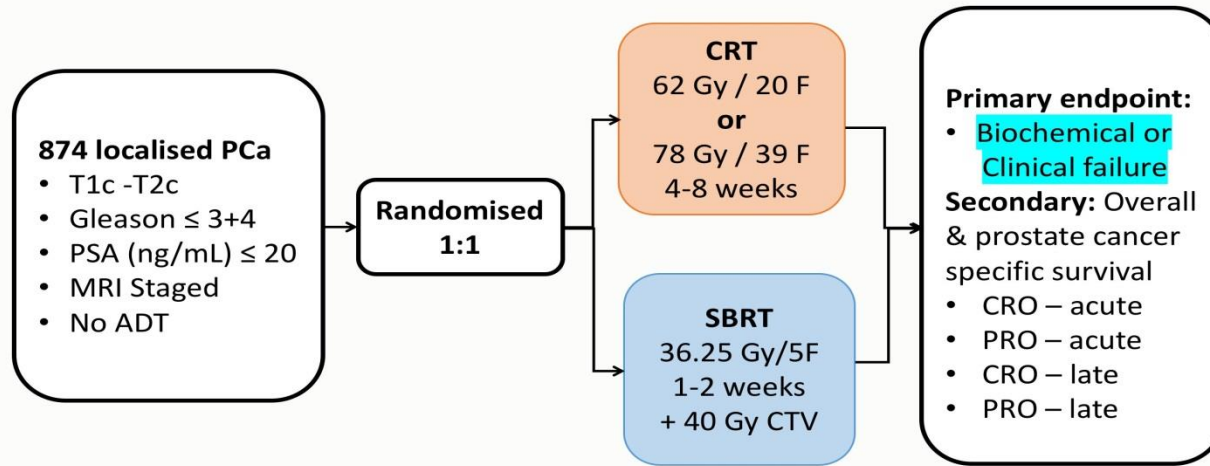 874 localised PCa
• T1c -T2c
• Gleason ≤ 3+4
• PSA (ng/mL) ≤ 20
• MRI Staged
• No ADT
Randomised
1:1
CRT
62 Gy / 20 F
or
78 Gy / 39 F
4-8 weeks
SBRT
36.25 Gy/5F
1-2 weeks
+ 40 Gy CTV
Primary endpoint:
• Biochemical or
Clinical failure
Secondary: Overall
& prostate cancer
specific survival
• CRO – acute
• PRO – acute
• CRO – late
• PRO – late